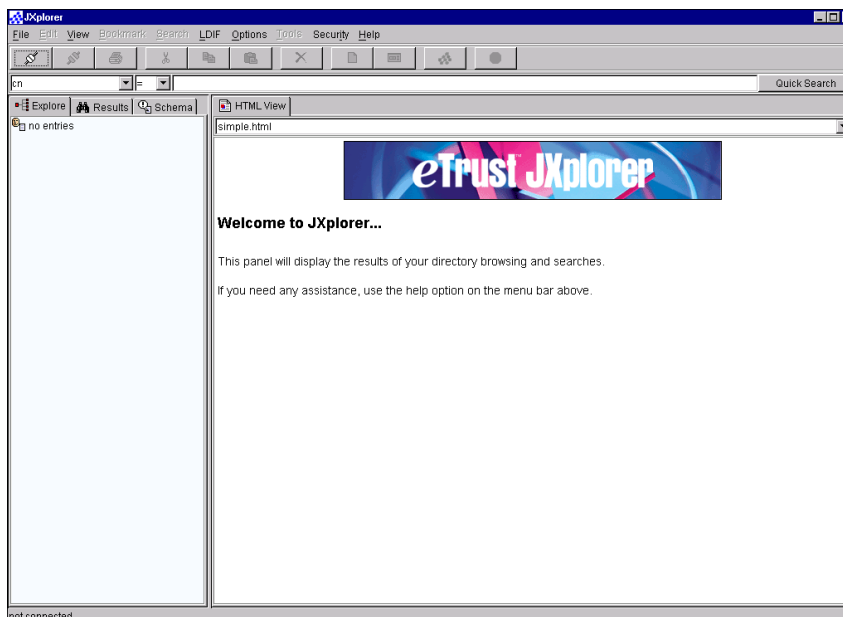 JXplorer
File Edit View Bookmark Search LDIF Options Tools Security Help
cn = Quick Search
Explore Results Schema HTML View
no entries
simple.html
eTrust JXplorer
Welcome to JXplorer...
This panel will display the results of your directory browsing and searches.
If you need any assistance, use the help option on the menu bar above.
not connected